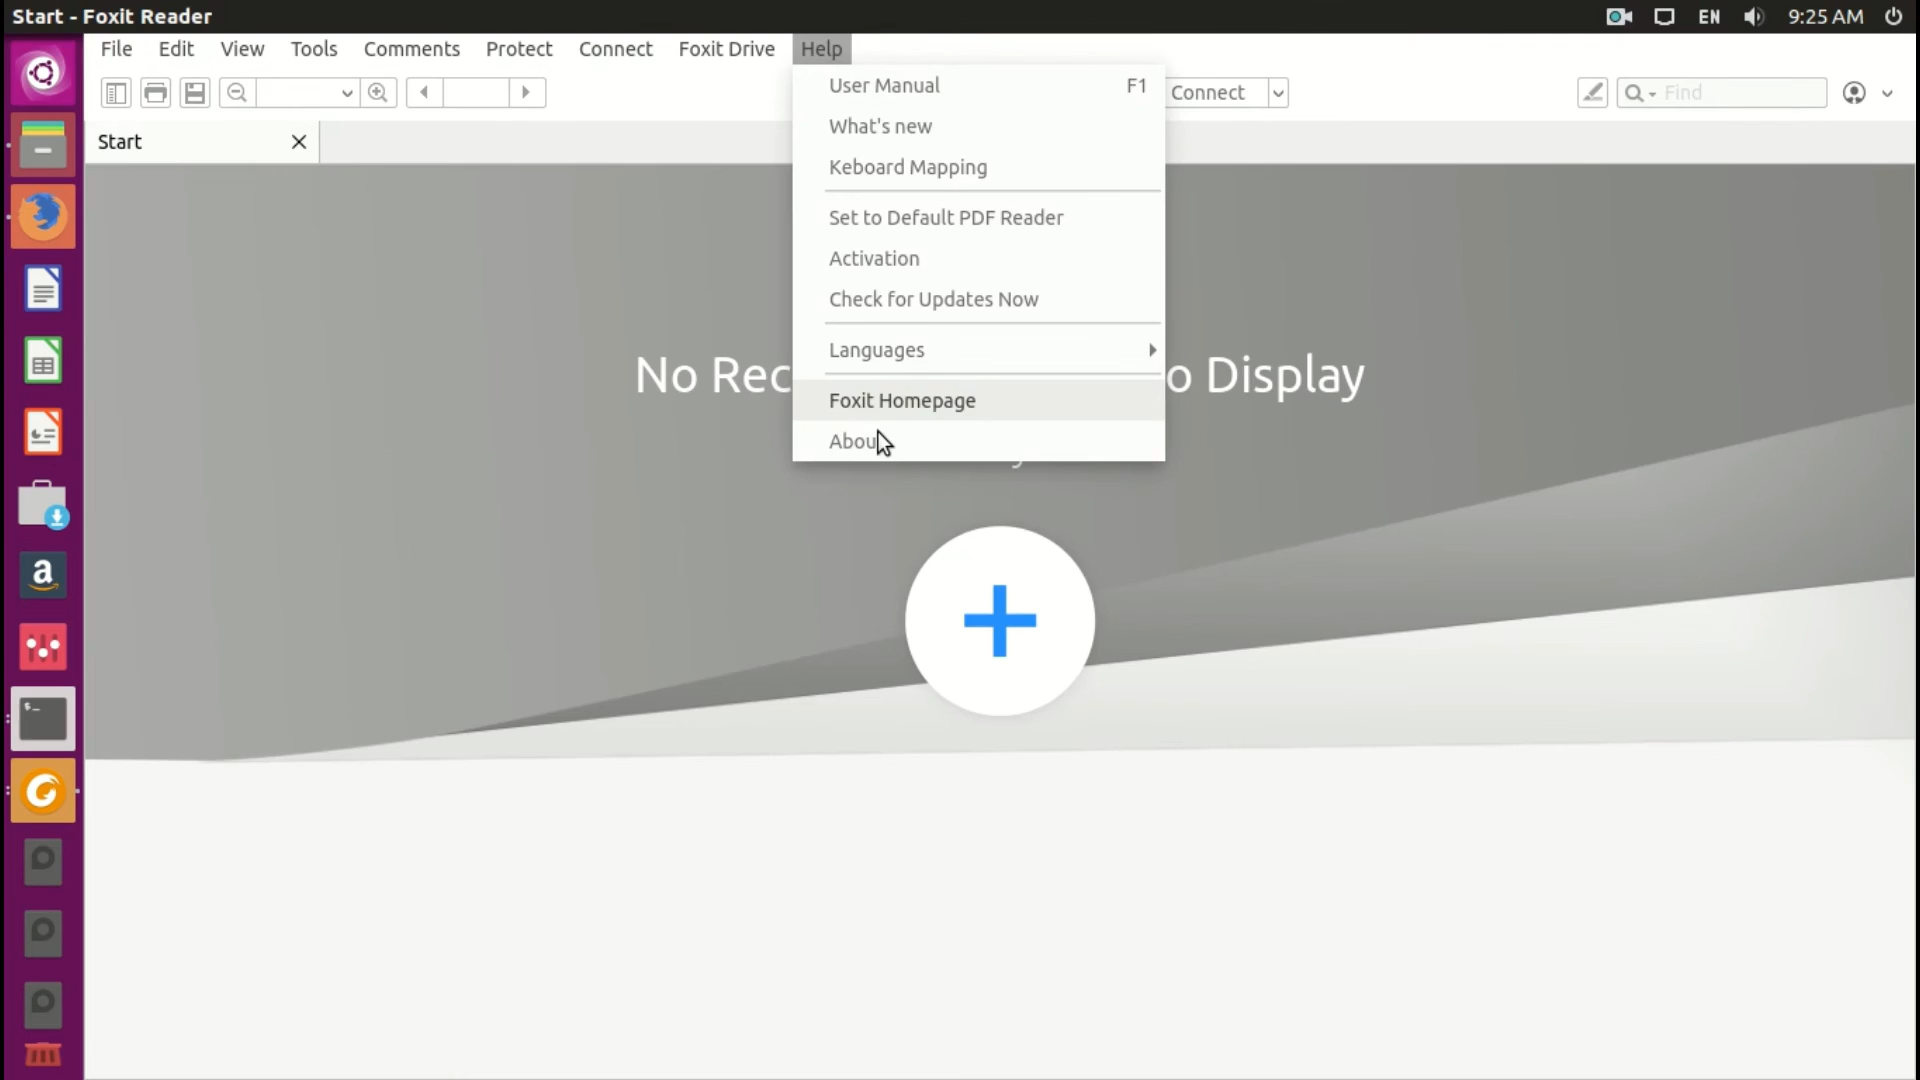 Start - Foxit Reader
EN
9:25 AM
File Edit View Tools Comments Protect Connect Foxit Drive Help
Connect
Find
Start
User Manual F1
What's new
Keboard Mapping
Set to Default PDF Reader
Activation
Check for Updates Now
Languages
Foxit Homepage
Abou
No Rec
o Display